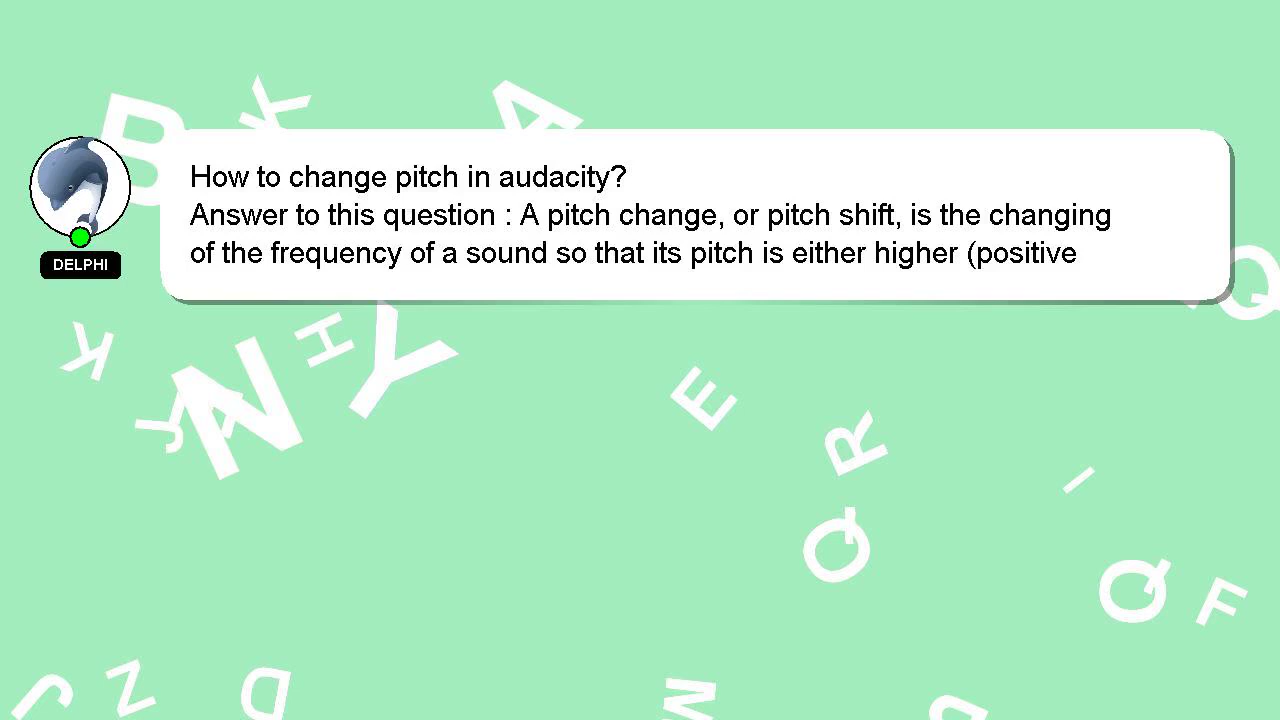 B
K
A
How to change pitch in audacity?
Answer to this question : A pitch change, or pitch shift, is the changing
of the frequency of a sound so that its pitch is either higher (positive
DELPHI
Q
K
H
Y
N
J
A
E
R
I
Q
Q
F
J
Z
D
M